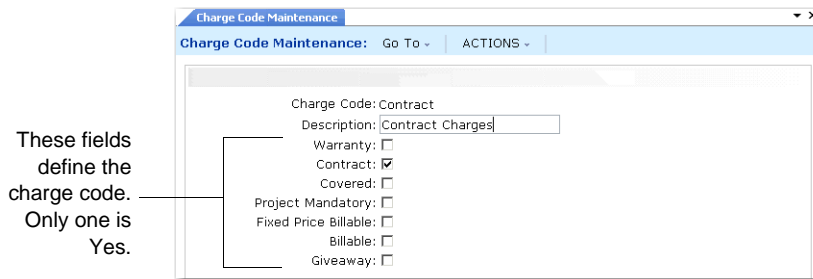 Charge Code Maintenance
Charge Code Maintenance: Go To ACTIONS
Charge Code: Contract
Description: Contract Charges
Warranty:
Contract:
Covered:
Project Mandatory:
Fixed Price Billable:
Billable:
Giveaway:
These fields
define the
charge code.
Only one is
Yes.